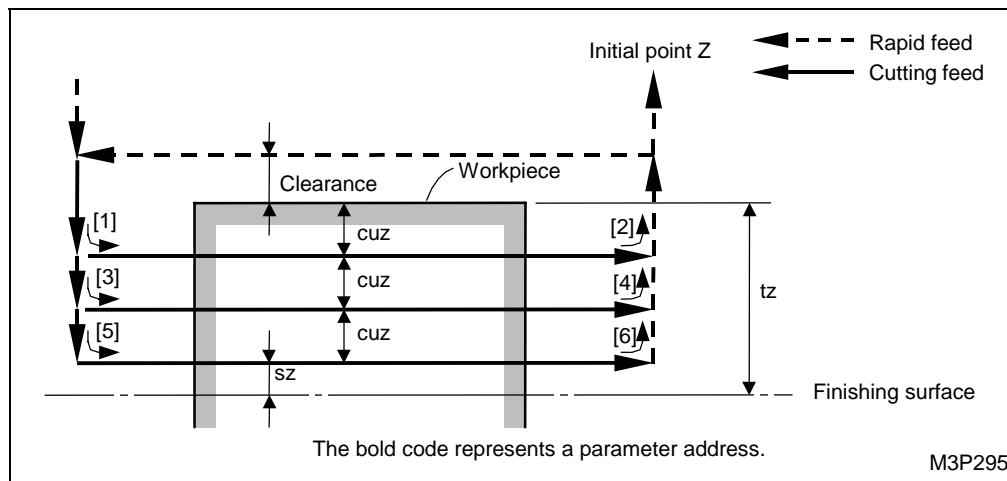 Rapid feed
Initial point Z
Cutting feed
Clearance
Workpiece
[1]
cuz
[2]
[3]
cuz
[4]
tz
[5]
cuz
[6]
sz
Finishing surface
The bold code represents a parameter address.
M3P295